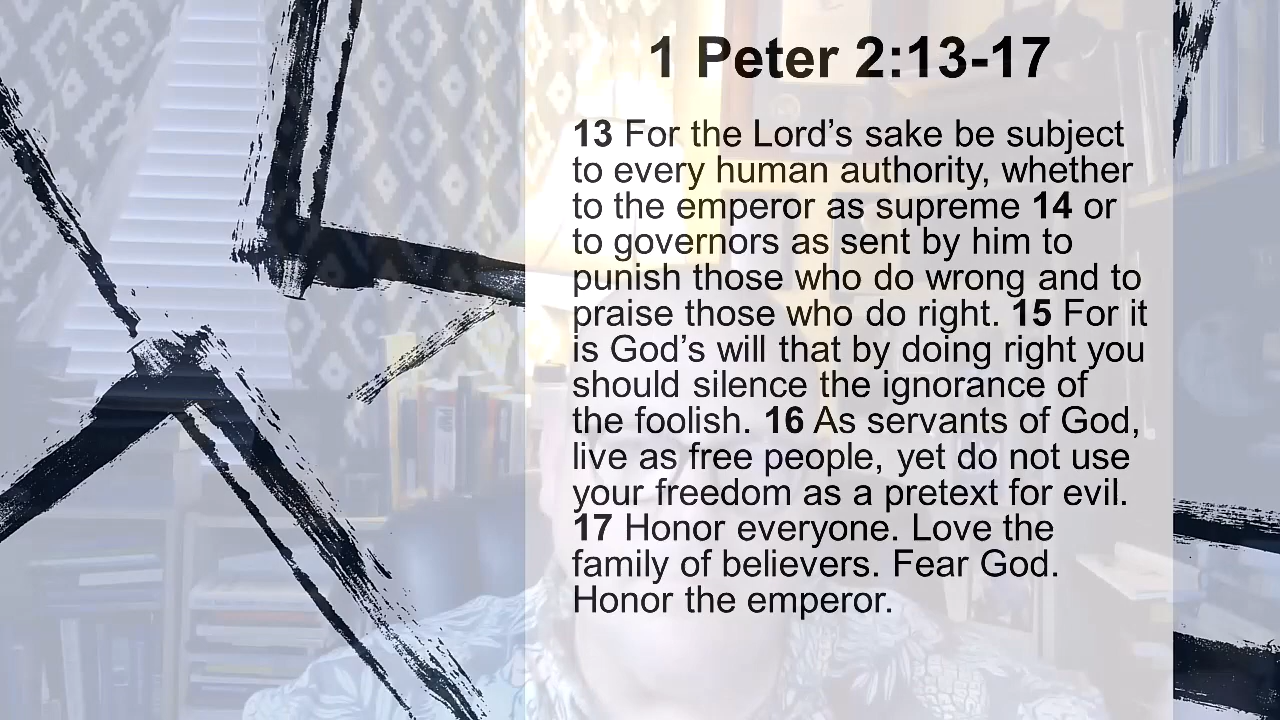 1 Peter 2:13-17
13 For the Lord’s sake be subject
to every human authority, whether
to the emperor as supreme 14 or
to governors as sent by him to
punish those who do wrong and to
praise those who do right. 15 For it
is God’s will that by doing right you
should silence the ignorance of
the foolish. 16 As servants of God,
live as free people, yet do not use
your freedom as a pretext for evil.
17 Honor everyone. Love the
family of believers. Fear God.
Honor the emperor.